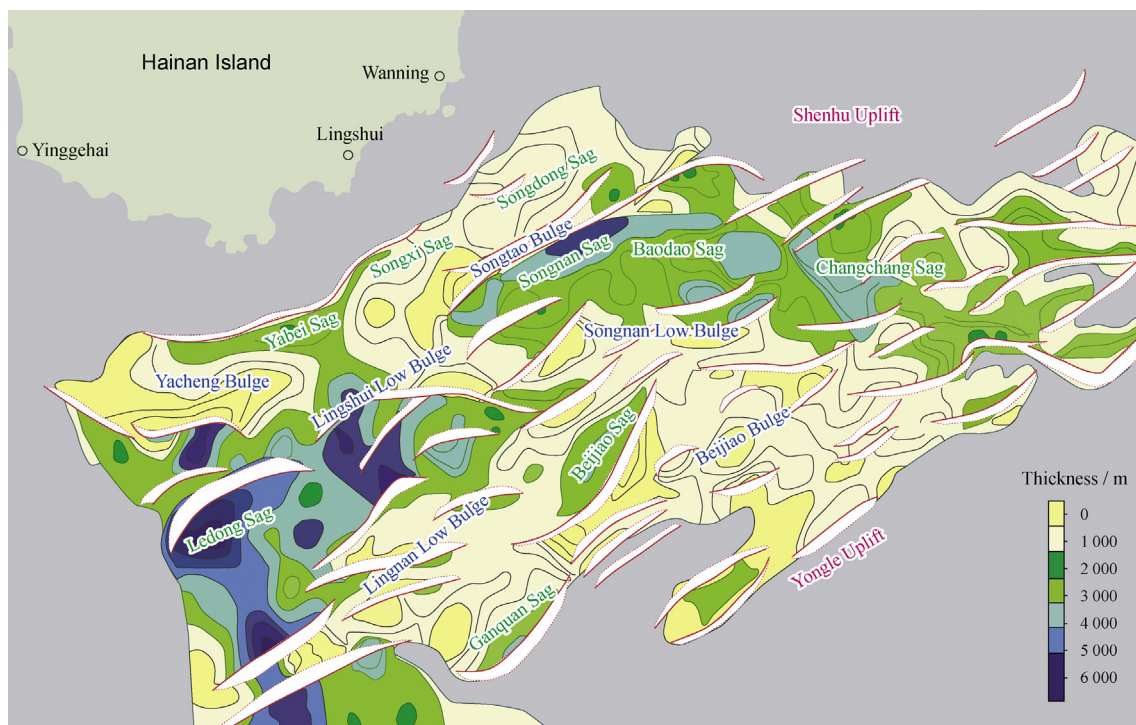 Hainan Island
Wanning
Yinggehai
Lingshui
Shenhu Uplift
Songdong Sag
Songxi Sag
Songtao Bulge
Songnan Sag
Baodao Sag
Changchang Sag
Yabei Sag
Songnan Low Bulge
Yacheng Bulge
Lingshui Low Bulge
Beijiao Sag
Beijiao Bulge
Ledong Sag
Lingnan Low Bulge
Ganquan Sag
Yongle Uplift
Thickness / m
0
1 000
2 000
3 000
4 000
5 000
6 000